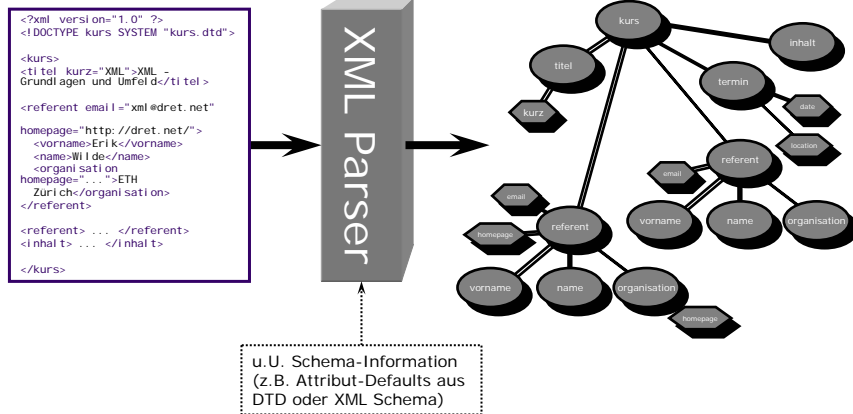 <?xml version="1.0" ?>
<!DOCTYPE kurs SYSTEM "kurs.dtd">
<kurs>
<titel kurz="XML">XML -
Grundlagen und Umfeld</titel>
<referent email="xml@dret.net"
homepage="http://dret.net/">
<vorname>Erik</vorname>
<name>Wilde</name>
<organisation
homepage="...">ETH
Zürich</organisation>
</referent>
<referent> ... </referent>
<inhalt> ... </inhalt>
</kurs>
XML Parser
u.U. Schema-Information
(z.B. Attribut-Defaults aus
DTD oder XML Schema)
kurs
inhalt
titel
termin
kurz
date
location
referent
email
vorname
name
organisation
email
homepage
referent
vorname
name
organisation
homepage